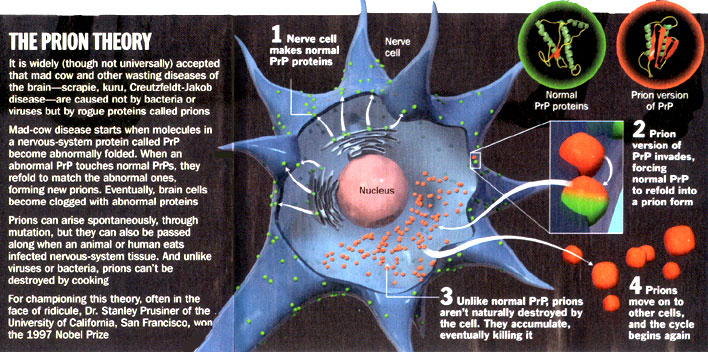 THE PRION THEORY
It is widely (though not universally) accepted
that mad cow and other wasting diseases of
the brain—scrapie, kuru, Creutzfeldt-Jakob
disease—are caused not by bacteria or
viruses but by rogue proteins called prions
Mad-cow disease starts when molecules in
a nervous-system protein called PrP
become abnormally folded. When an
abnormal PrP touches normal PrPs, they
refold to match the abnormal ones,
forming new prions. Eventually, brain cells
become clogged with abnormal proteins
Prions can arise spontaneously, through
mutation, but they can also be passed
along when an animal or human eats
infected nervous-system tissue. And unlike
viruses or bacteria, prions can't be
destroyed by cooking
For championing this theory, often in the
face of ridicule, Dr. Stanley Prusiner of the
University of California, San Francisco, won
the 1997 Nobel Prize
1 Nerve cell
makes normal
PrP proteins
Nerve
cell
Nucleus
Normal
PrP proteins
Prion version
of PrP
2 Prion
version of
PrP invades,
forcing
normal PrP
to refold into
a prion form
3 Unlike normal PrP, prions
aren't naturally destroyed by
the cell. They accumulate,
eventually killing it
4 Prions
move on to
other cells,
and the cycle
begins again